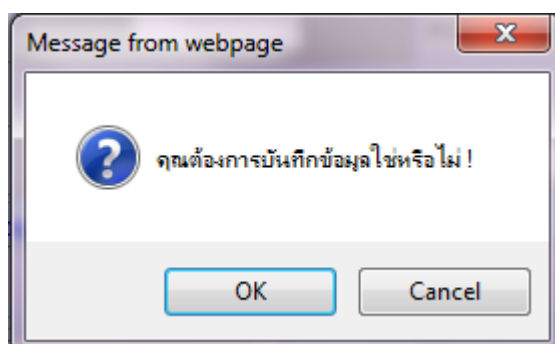 Message from webpage
x
คุณต้องการบันทึกข้อมูลใช่หรือไม่ !
OK
Cancel